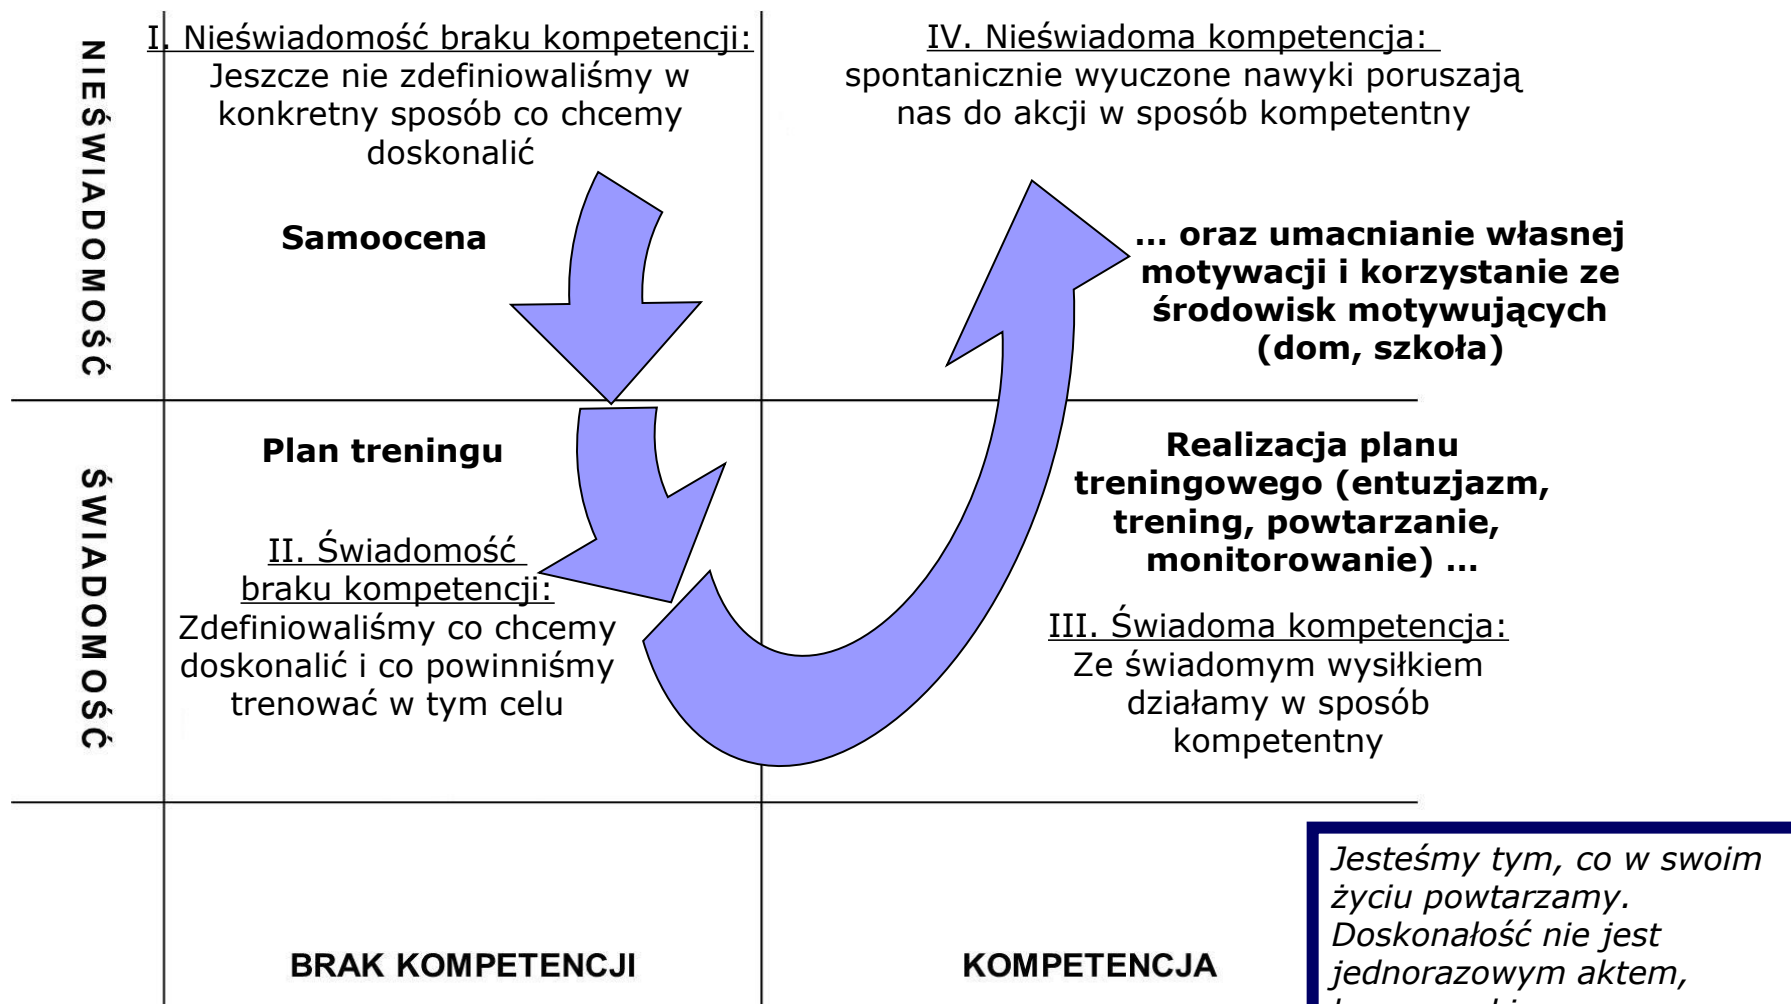 NIEŚWIADOMOŚĆ
I. Nieświadomość braku kompetencji:
Jeszcze nie zdefiniowaliśmy w
konkretny sposób co chcemy
doskonalić
Samoocena
IV. Nieświadoma kompetencja:
spontanicznie wyuczone nawyki poruszają
nas do akcji w sposób kompetentny
... oraz umacnianie własnej
motywacji i korzystanie ze
środowisk motywujących
(dom, szkoła)
ŚWIADOMOŚĆ
Plan treningu
II. Świadomość
braku kompetencji:
Zdefiniowaliśmy co chcemy
doskonalić i co powinniśmy
trenować w tym celu
Realizacja planu
treningowego (entuzjazm,
trening, powtarzanie,
monitorowanie) ...
III. Świadoma kompetencja:
Ze świadomym wysiłkiem
działamy w sposób
kompetentny
BRAK KOMPETENCJI
KOMPETENCJA
Jesteśmy tym, co w swoim
życiu powtarzamy.
Doskonałość nie jest
jednorazowym aktem,